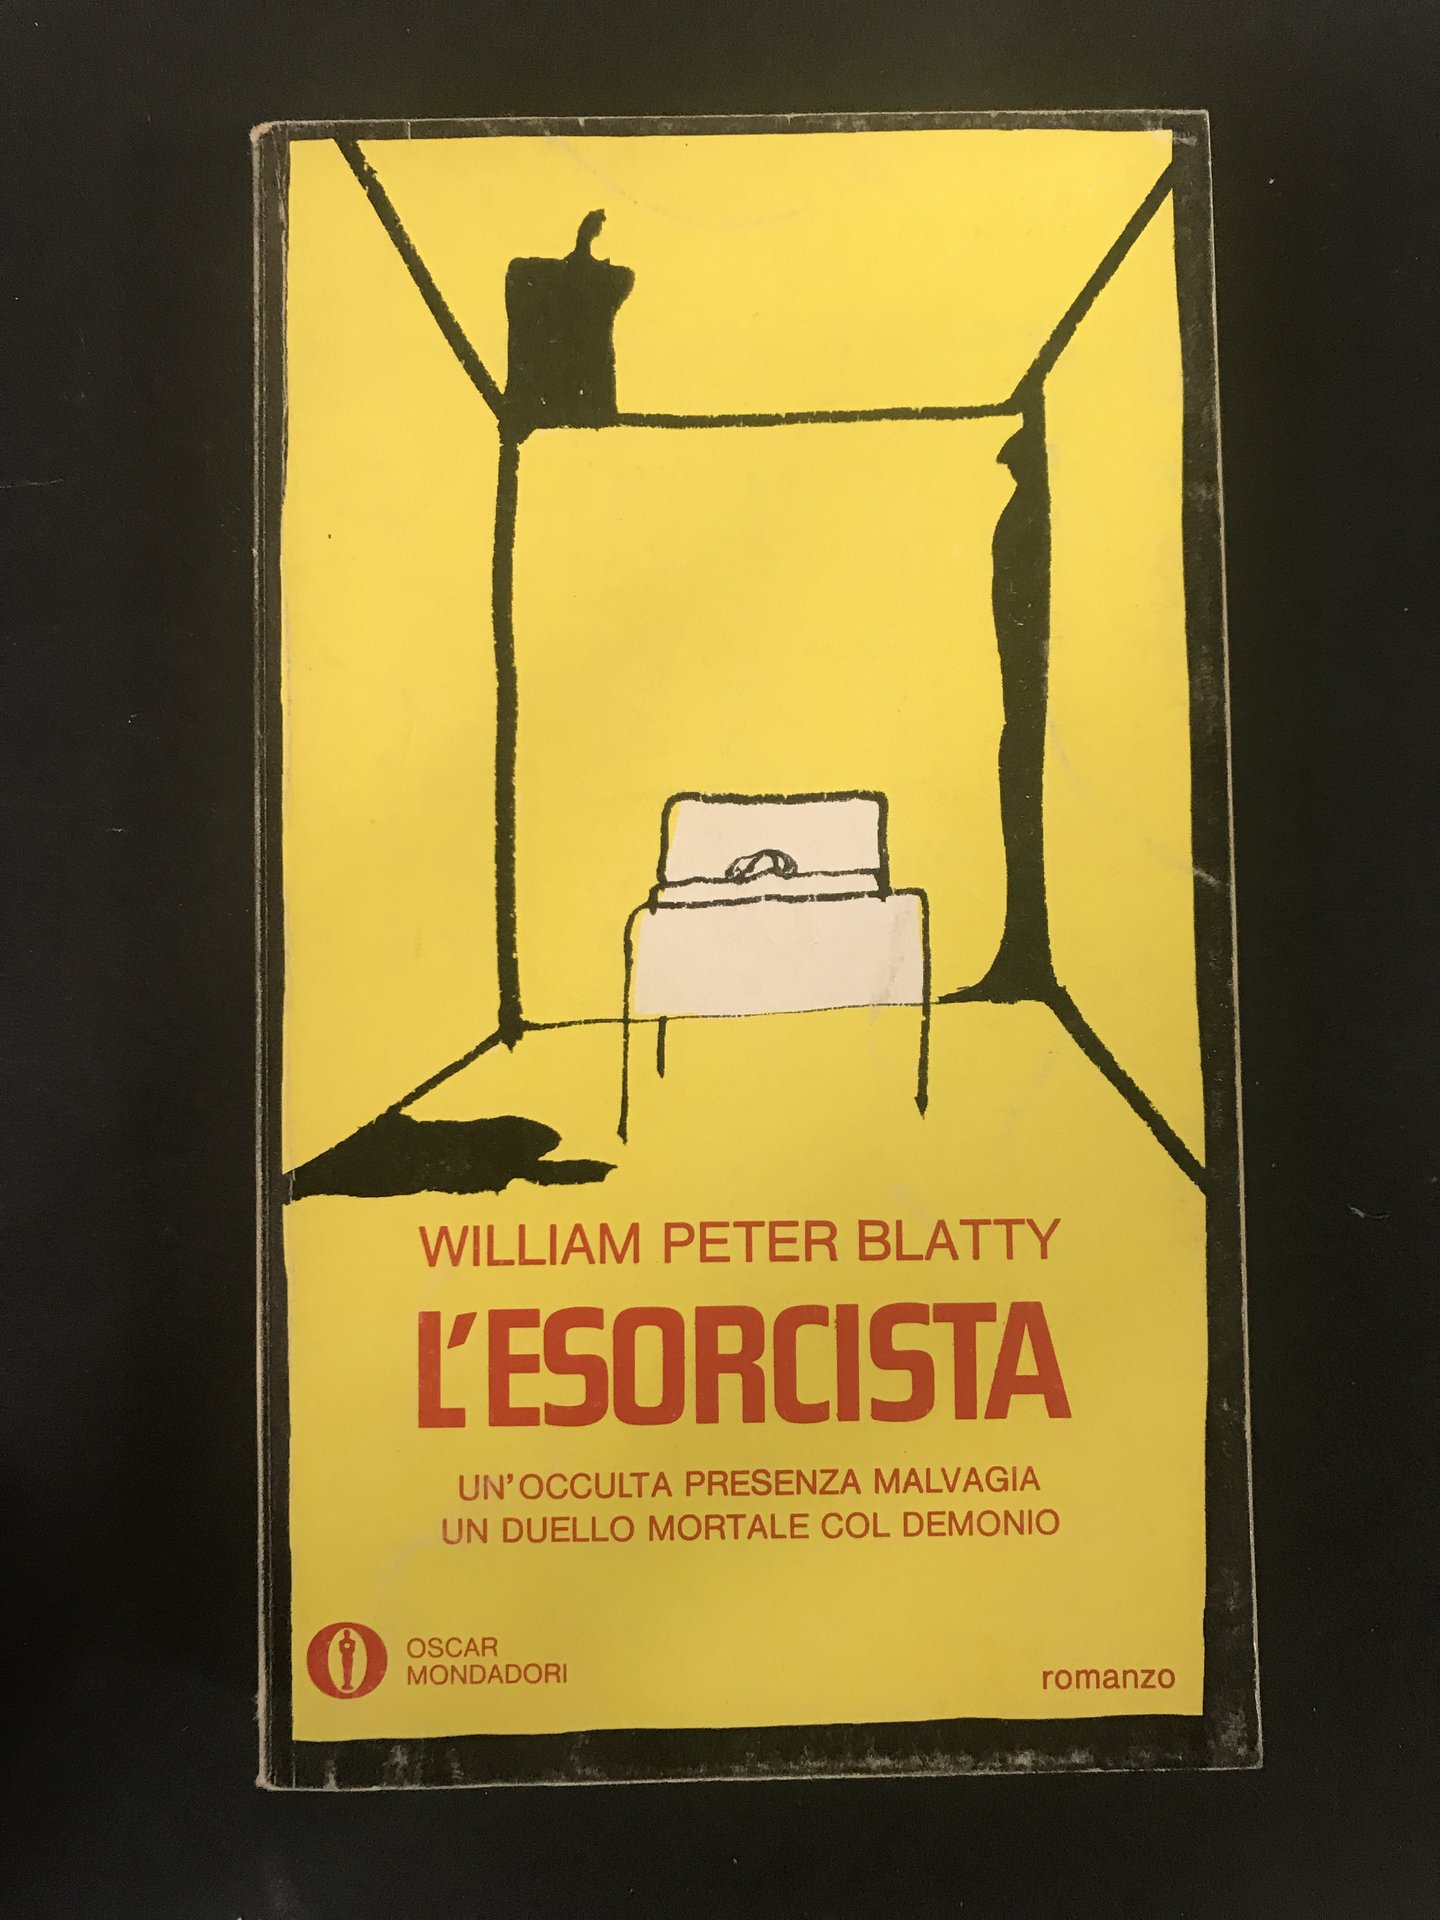 WILLIAM PETER BLATTY
L'ESORCISTA
UN'OCCULTA PRESENZA MALVAGIA
UN DUELLO MORTALE COL DEMONIO
OSCAR
MONDADORI
romanzo